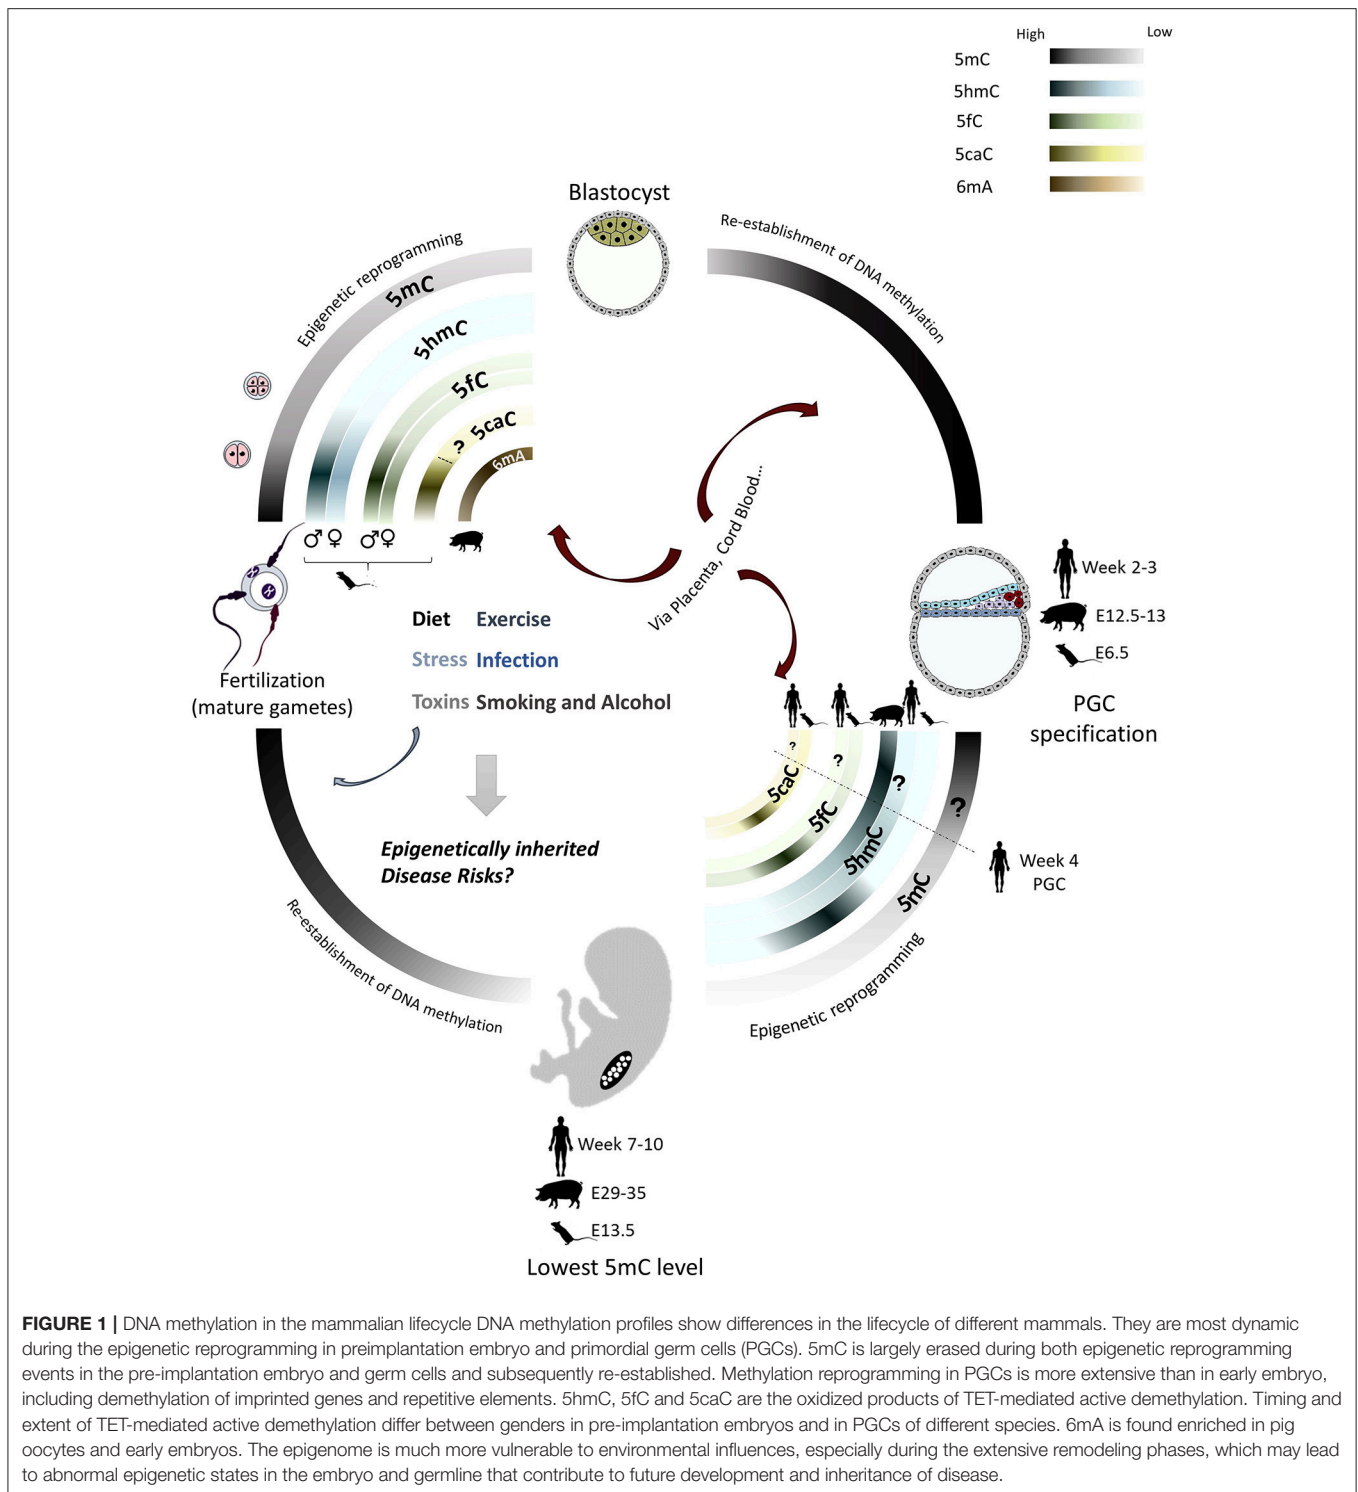 High
Low
5mC
5hmC
5fC
5caC
6mA
Blastocyst
Epigenetic reprogramming
Re-establishment of DNA methylation
5mC
5hmC
5fC
? 5caC
6mA
♂ ♀ ♂ ♀
Via Placenta, Cord Blood...
Fertilization
(mature gametes)
Diet Exercise
Stress Infection
Toxins Smoking and Alcohol
Epigenetically inherited
Disease Risks?
Week 2-3
E12.5-13
E6.5
PGC
specification
?
?
?
?
5caC
5fC
5hmC
5mC
Week 4
PGC
Re-establishment of DNA methylation
Epigenetic reprogramming
Week 7-10
E29-35
E13.5
Lowest 5mC level
FIGURE 1 | DNA methylation in the mammalian lifecycle DNA methylation profiles show differences in the lifecycle of different mammals. They are most dynamic
during the epigenetic reprogramming in preimplantation embryo and primordial germ cells (PGCs). 5mC is largely erased during both epigenetic reprogramming
events in the pre-implantation embryo and germ cells and subsequently re-established. Methylation reprogramming in PGCs is more extensive than in early embryo,
including demethylation of imprinted genes and repetitive elements. 5hmC, 5fC and 5caC are the oxidized products of TET-mediated active demethylation. Timing and
extent of TET-mediated active demethylation differ between genders in pre-implantation embryos and in PGCs of different species. 6mA is found enriched in pig
oocytes and early embryos. The epigenome is much more vulnerable to environmental influences, especially during the extensive remodeling phases, which may lead
to abnormal epigenetic states in the embryo and germline that contribute to future development and inheritance of disease.